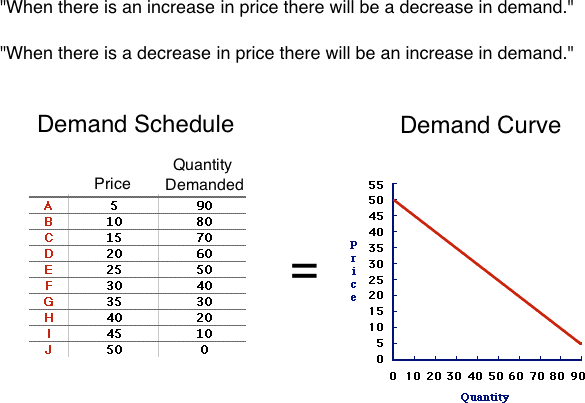 "When there is an increase in price there will be a decrease in demand."
"When there is a decrease in price there will be an increase in demand."
Demand Schedule
Price Quantity Demanded
A 5 90
B 10 80
C 15 70
D 20 60
E 25 50
F 30 40
G 35 30
H 40 20
I 45 10
J 50 0
=
Demand Curve
Price
55
50
45
40
35
30
25
20
15
10
5
0
0 10 20 30 40 50 60 70 80 90
Quantity